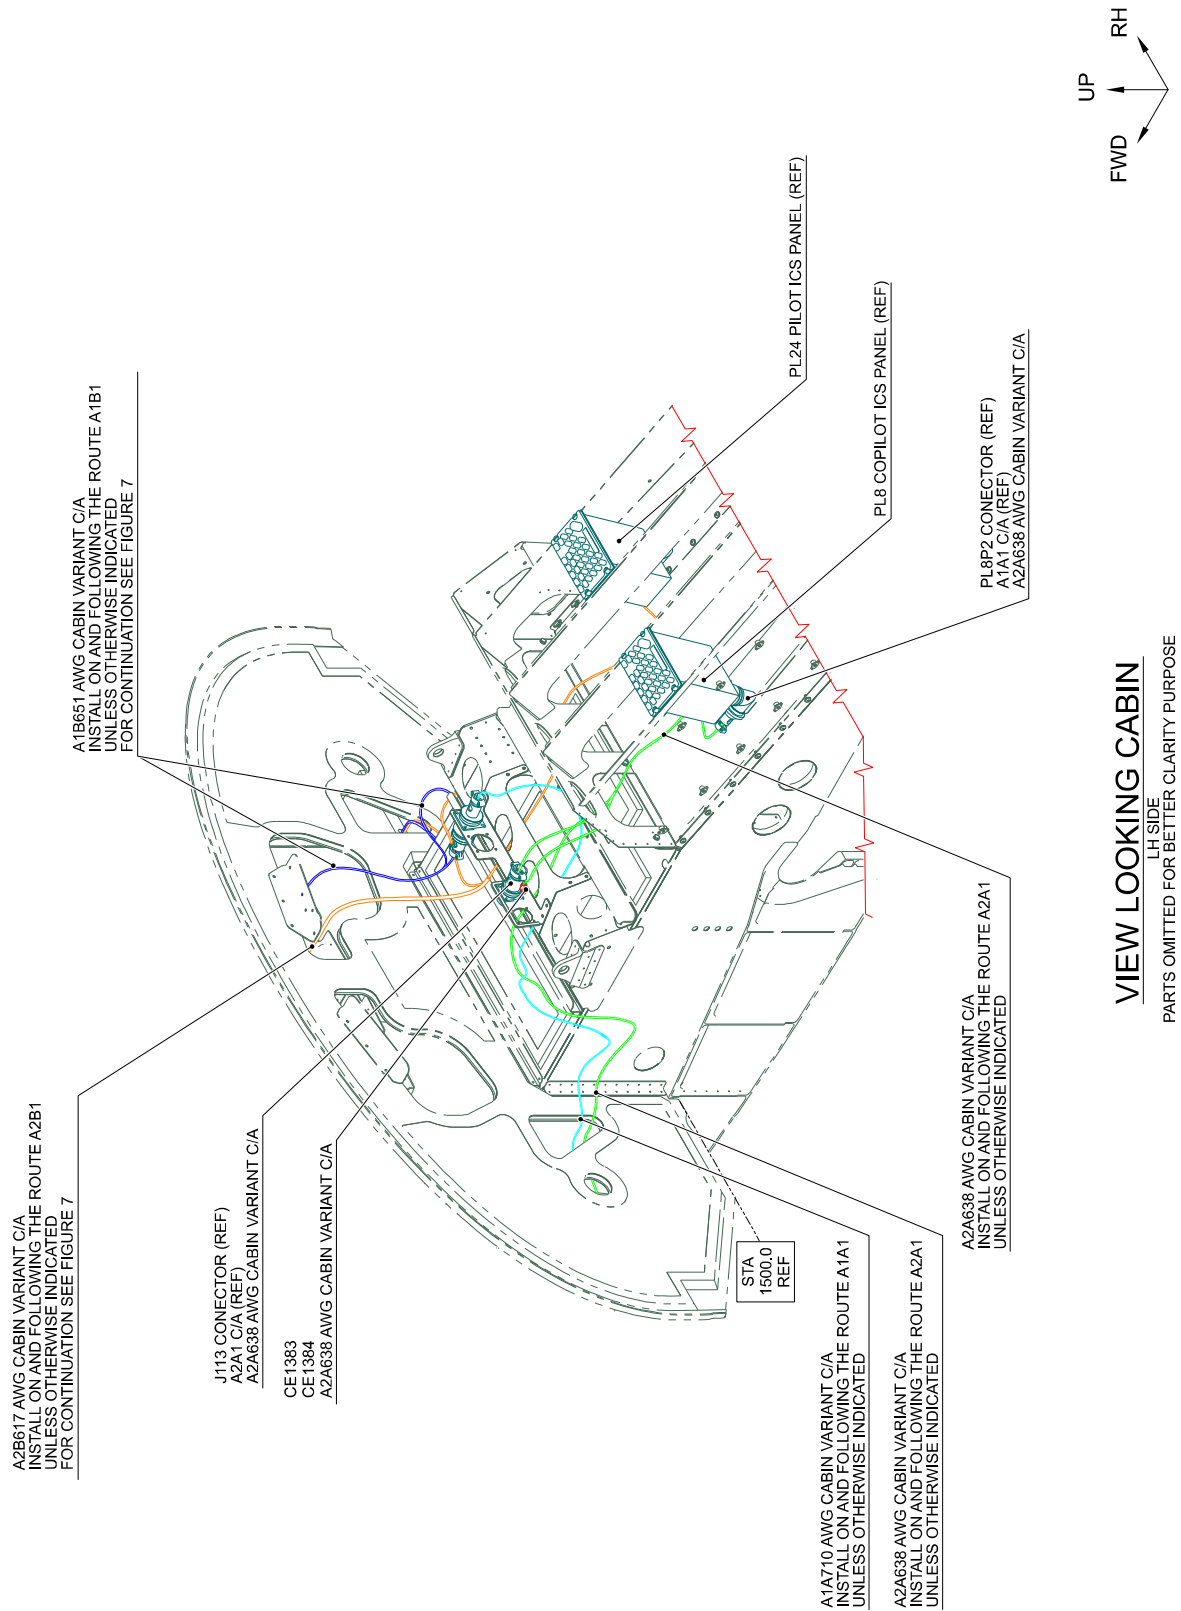 A2B617 AWG CABIN VARIANT C/A
INSTALL ON AND FOLLOWING THE ROUTE A2B1
UNLESS OTHERWISE INDICATED
FOR CONTINUATION SEE FIGURE 7
A1B651 AWG CABIN VARIANT C/A
INSTALL ON AND FOLLOWING THE ROUTE A1B1
UNLESS OTHERWISE INDICATED
FOR CONTINUATION SEE FIGURE 7
J113 CONECTOR (REF)
A2A1 C/A (REF)
A2A638 AWG CABIN VARIANT C/A
CE1383
CE1384
A2A638 AWG CABIN VARIANT C/A
STA
1500.0
REF
PL24 PILOT ICS PANEL (REF)
PL8 COPILOT ICS PANEL (REF)
PL8P2 CONECTOR (REF)
A1A1 C/A (REF)
A2A638 AWG CABIN VARIANT C/A
A1A710 AWG CABIN VARIANT C/A
INSTALL ON AND FOLLOWING THE ROUTE A1A1
UNLESS OTHERWISE INDICATED
A2A638 AWG CABIN VARIANT C/A
INSTALL ON AND FOLLOWING THE ROUTE A2A1
UNLESS OTHERWISE INDICATED
A2A638 AWG CABIN VARIANT C/A
INSTALL ON AND FOLLOWING THE ROUTE A2A1
UNLESS OTHERWISE INDICATED
UP
FWD
RH
VIEW LOOKING CABIN
LH SIDE
PARTS OMITTED FOR BETTER CLARITY PURPOSE